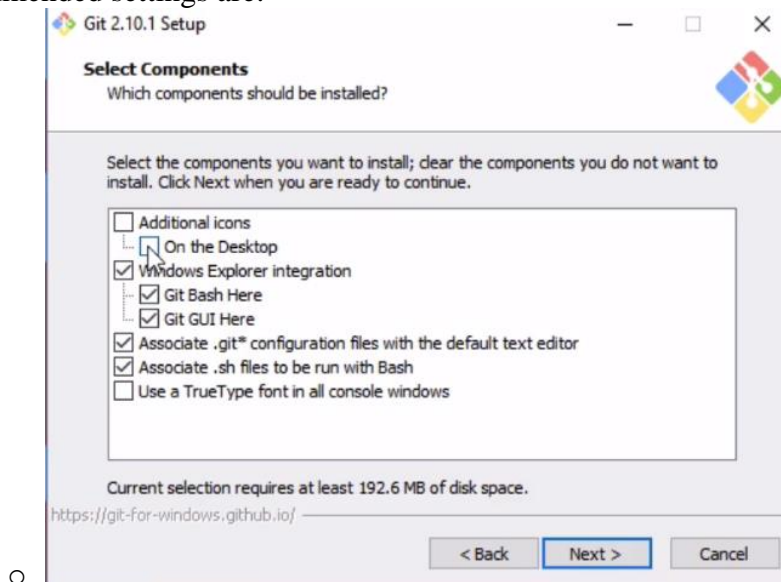 settings are:
Git 2.10.1 Setup
Select Components
Which components should be installed?
Select the components you want to install; clear the components you do not want to
install. Click Next when you are ready to continue.
Additional icons
On the Desktop
Windows Explorer integration
Git Bash Here
Git GUI Here
Associate .git* configuration files with the default text editor
Associate .sh files to be run with Bash
Use a TrueType font in all console windows
Current selection requires at least 192.6 MB of disk space.
https://git-for-windows.github.io/
< Back
Next >
Cancel